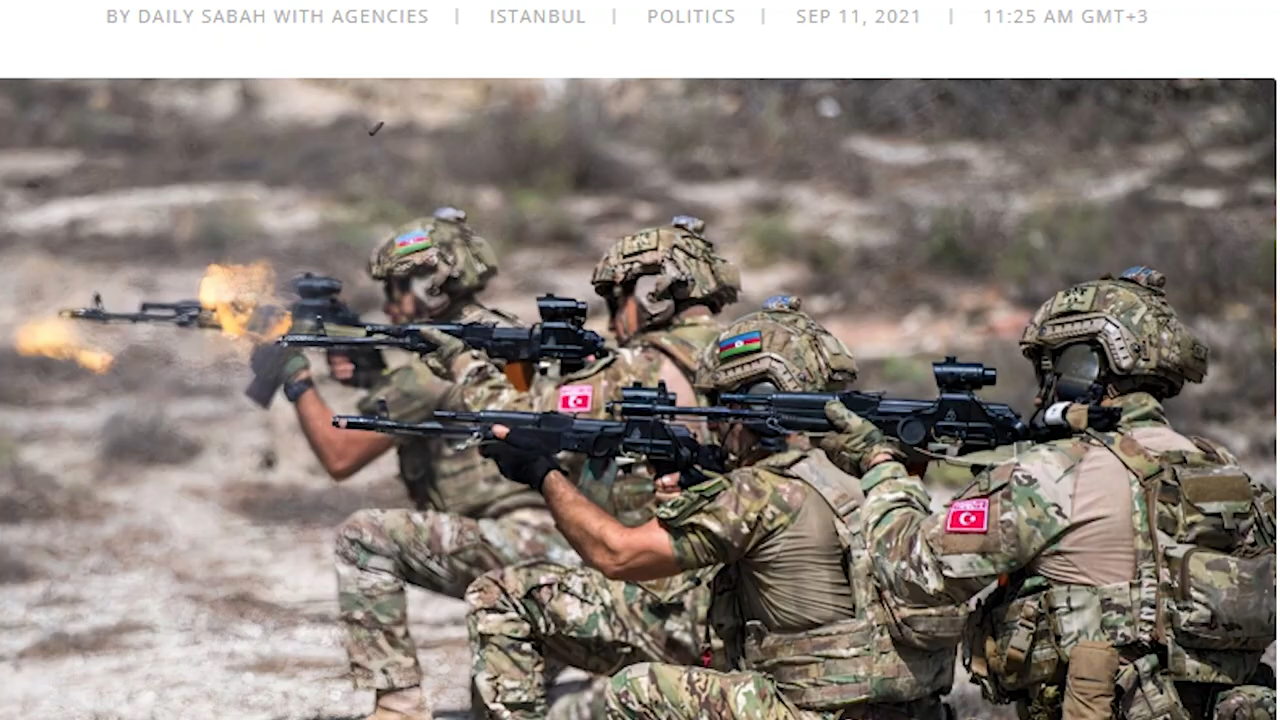 BY DAILY SABAH WITH AGENCIES | ISTANBUL | POLITICS | SEP 11, 2021 | 11:25 AM GMT+3